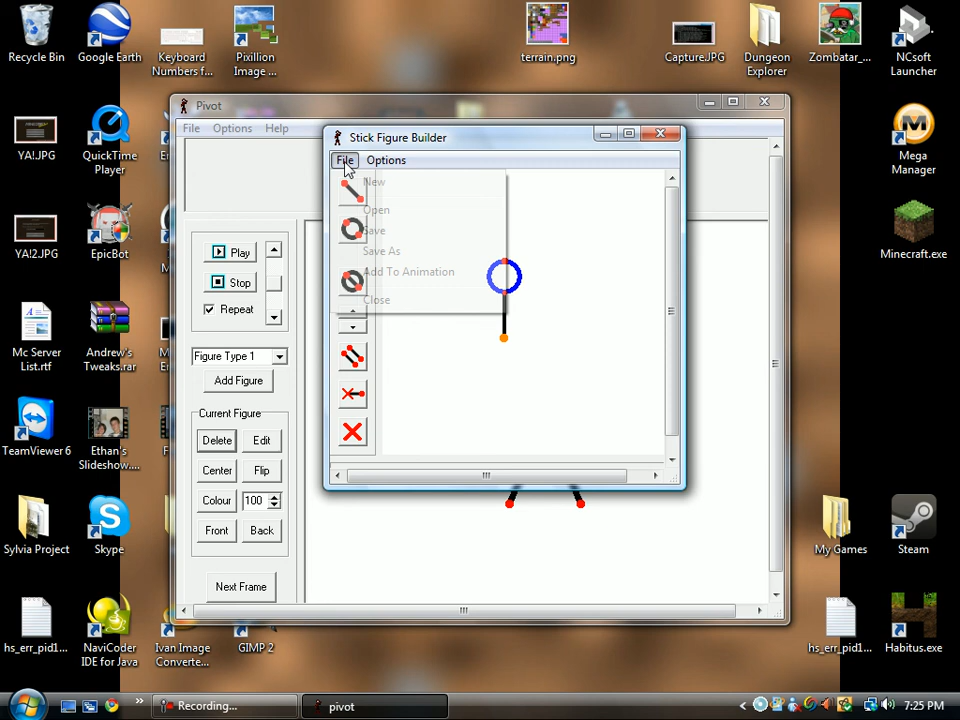 Recycle Bin
Google Earth
Keyboard
Numbers f...
Pixillion
Image ...
terrain.png
Capture.JPG
Dungeon
Explorer
Zombatar_...
NCsoft
Launcher
Pivot
File Options Help
Stick Figure Builder
File Options
New
Open
Save
Save As
Add To Animation
Close
YA!.JPG
QuickTime
Player
Mega
Manager
YA!2.JPG
EpicBot
Minecraft.exe
Play
Stop
Repeat
Mc Server
List.rtf
Andrew's
Tweaks.rar
Figure Type 1
Add Figure
Current Figure
Delete Edit
Center Flip
Colour 100
Front Back
Next Frame
TeamViewer 6
Ethan's
Slideshow....
Sylvia Project
Skype
My Games
Steam
hs_err_pid1...
NaviCoder
IDE for Java
Ivan Image
Converte...
GIMP 2
hs_err_pid1...
Habitus.exe
Recording...
pivot
7:25 PM